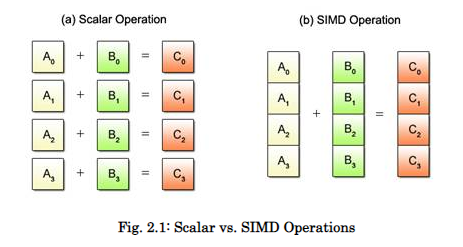 (a) Scalar Operation
A₀ + B₀ = C₀
A₁ + B₁ = C₁
A₂ + B₂ = C₂
A₃ + B₃ = C₃
(b) SIMD Operation
A₀ B₀ C₀
A₁ B₁ C₁
+ =
A₂ B₂ C₂
A₃ B₃ C₃
Fig. 2.1: Scalar vs. SIMD Operations